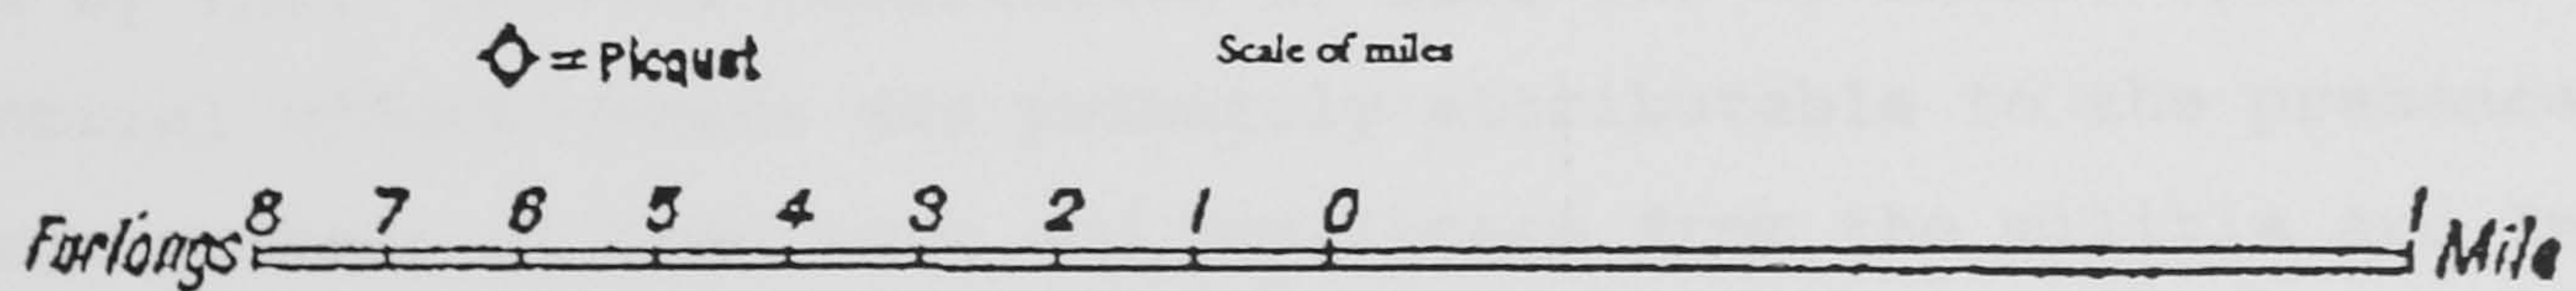 = Picquet
Scale of miles
8 7 6 5 4 3 2 1 0 1
Furlongs Mile